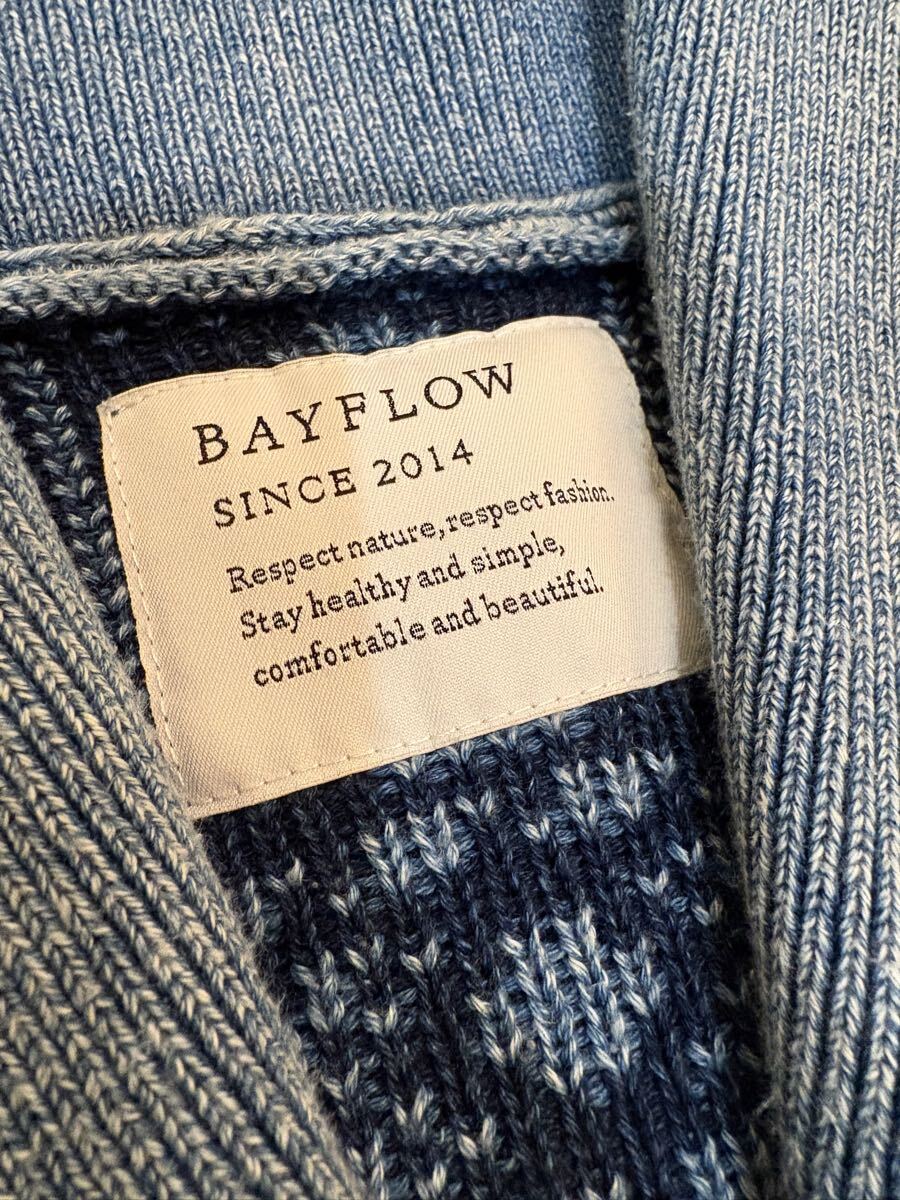 BAYFLOW
SINCE 2014
Respect nature,respect fashion.
Stay healthy and simple,
comfortable and beautiful.